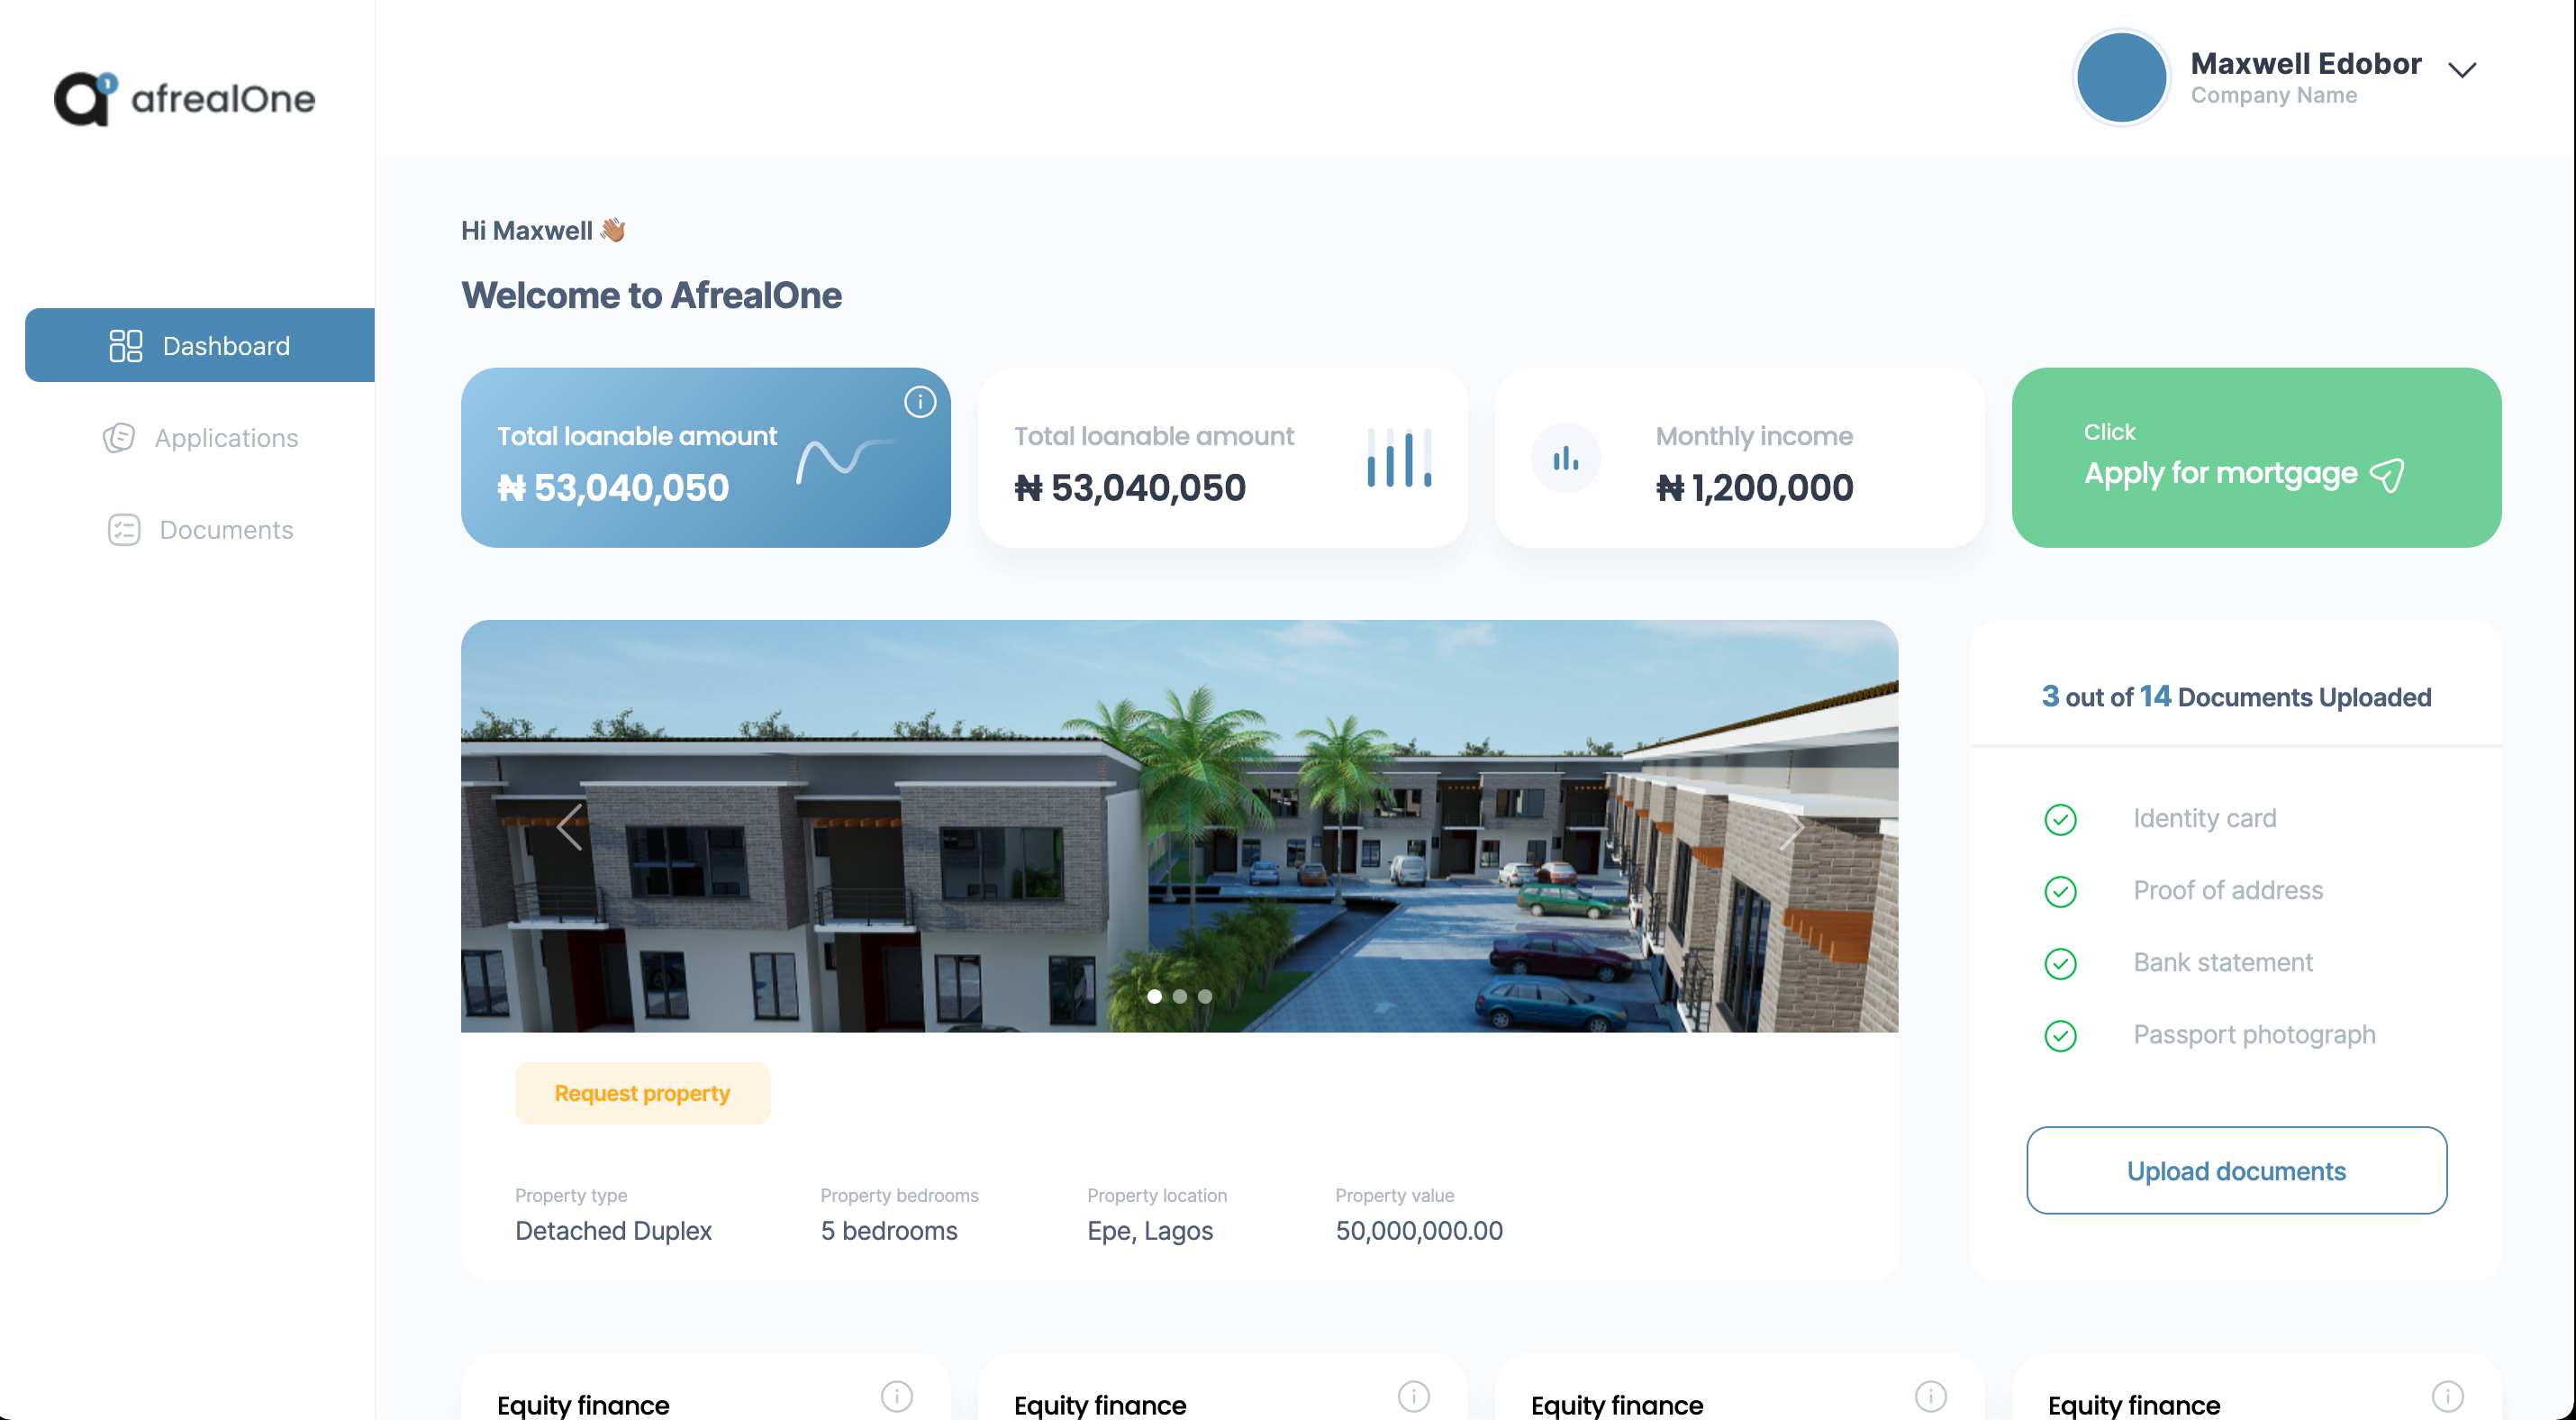 afrealOne
Maxwell Edobor
Company Name
Hi Maxwell 👋🏽
Welcome to AfrealOne
Dashboard
Applications
Documents
Total loanable amount
₦ 53,040,050
Total loanable amount
₦ 53,040,050
Monthly income
₦ 1,200,000
Click
Apply for mortgage
3 out of 14 Documents Uploaded
Identity card
Proof of address
Bank statement
Passport photograph
Upload documents
Request property
Property type
Detached Duplex
Property bedrooms
5 bedrooms
Property location
Epe, Lagos
Property value
50,000,000.00
Equity finance
Equity finance
Equity finance
Equity finance